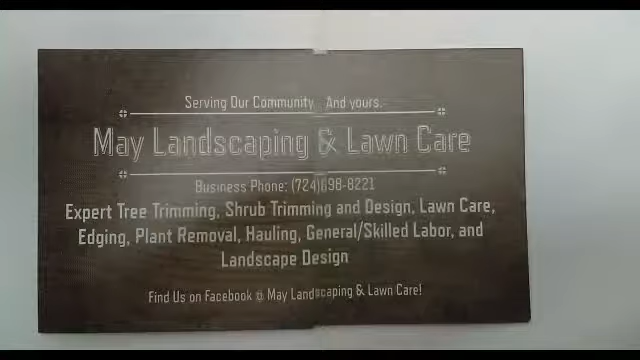 Serving Our Community And yours.
May Landscaping & Lawn Care
Business Phone: (724)698-8221
Expert Tree Trimming, Shrub Trimming and Design, Lawn Care,
Edging, Plant Removal, Hauling, General/Skilled Labor, and
Landscape Design
Find Us on Facebook @ May Landscaping & Lawn Care!